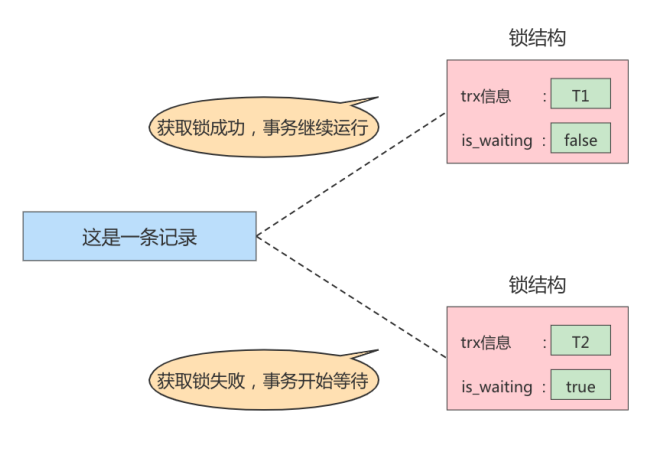 锁结构
trx信息 : T1
is_waiting : false
获取锁成功，事务继续运行
这是一条记录
锁结构
trx信息 : T2
is_waiting : true
获取锁失败，事务开始等待